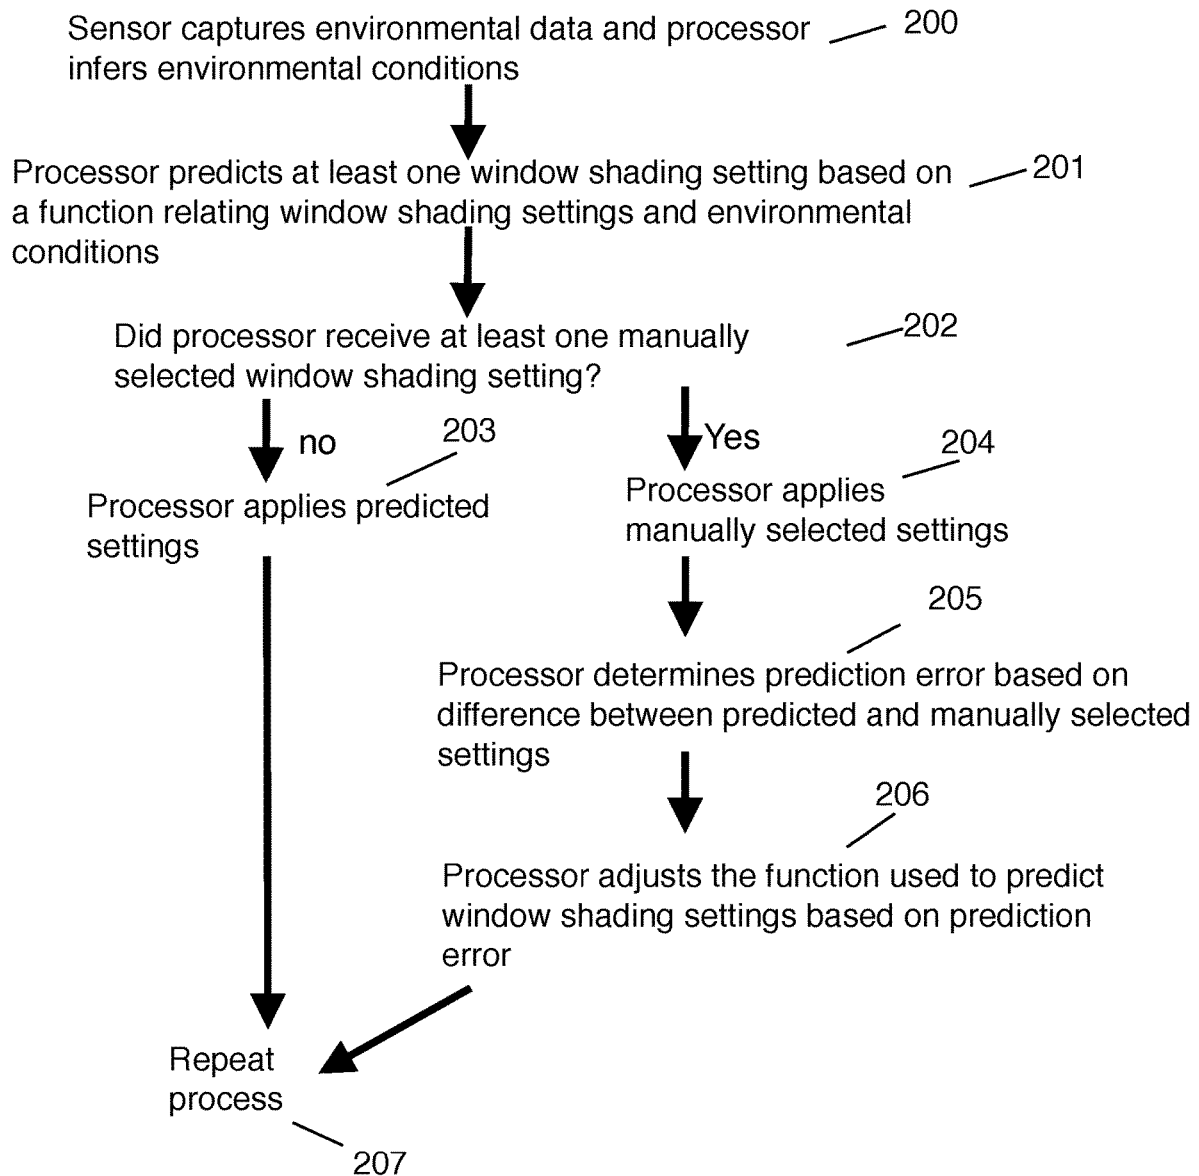 Sensor captures environmental data and processor
infers environmental conditions
200
Processor predicts at least one window shading setting based on
a function relating window shading settings and environmental
conditions
201
Did processor receive at least one manually
selected window shading setting?
202
no
203
Yes
204
Processor applies predicted
settings
Processor applies
manually selected settings
205
Processor determines prediction error based on
difference between predicted and manually selected
settings
206
Processor adjusts the function used to predict
window shading settings based on prediction
error
Repeat
process
207